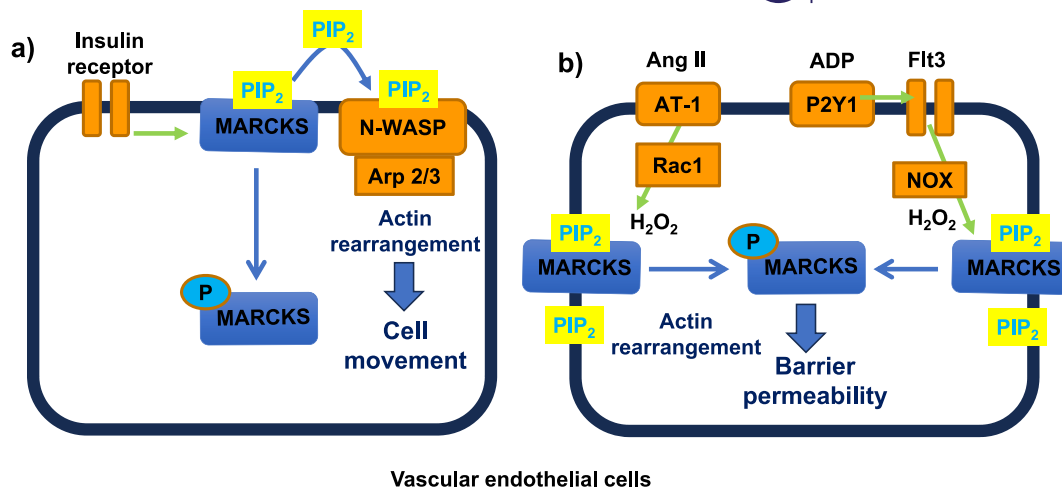 a)
Insulin
receptor
PIP₂
PIP₂
MARCKS
PIP₂
N-WASP
Arp 2/3
Actin
rearrangement
Cell
movement
P
MARCKS
b)
Ang II
AT-1
Rac1
H₂O₂
ADP
P2Y1
Flt3
NOX
H₂O₂
PIP₂
MARCKS
PIP₂
P
MARCKS
PIP₂
MARCKS
PIP₂
Actin
rearrangement
Barrier
permeability
Vascular endothelial cells